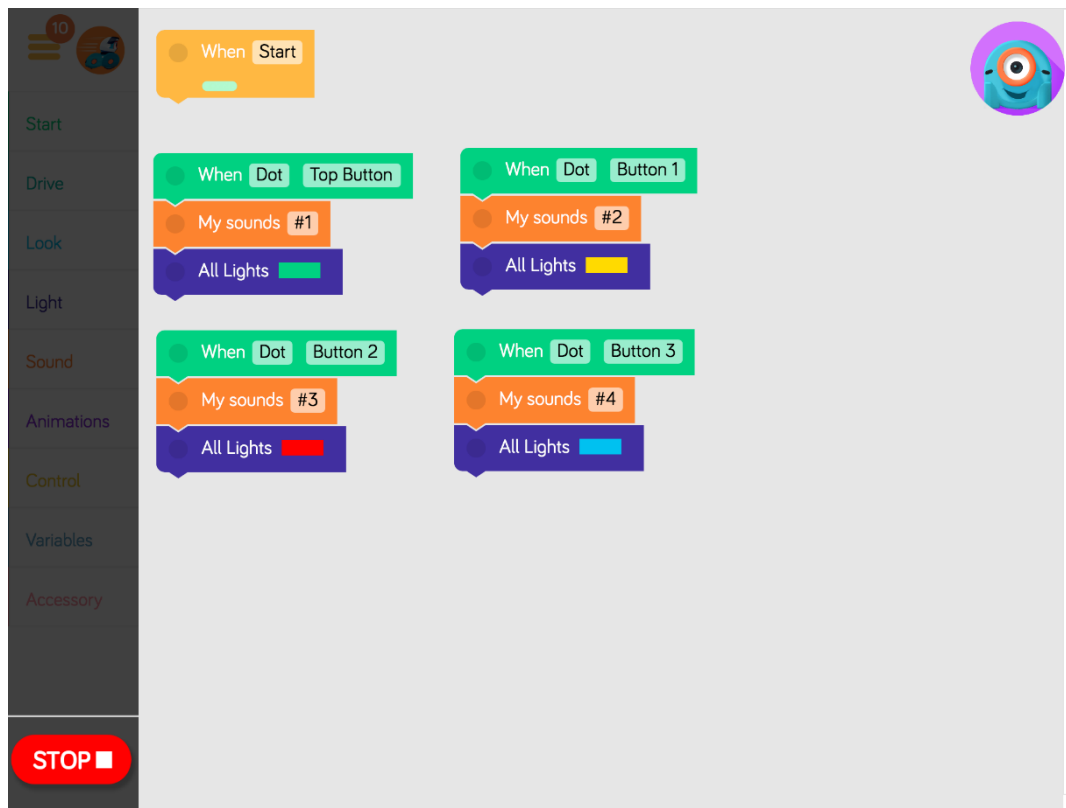 10
Start
Drive
Look
Light
Sound
Animations
Control
Variables
Accessory
STOP
When Start
When Dot Top Button
My sounds #1
All Lights
When Dot Button 1
My sounds #2
All Lights
When Dot Button 2
My sounds #3
All Lights
When Dot Button 3
My sounds #4
All Lights